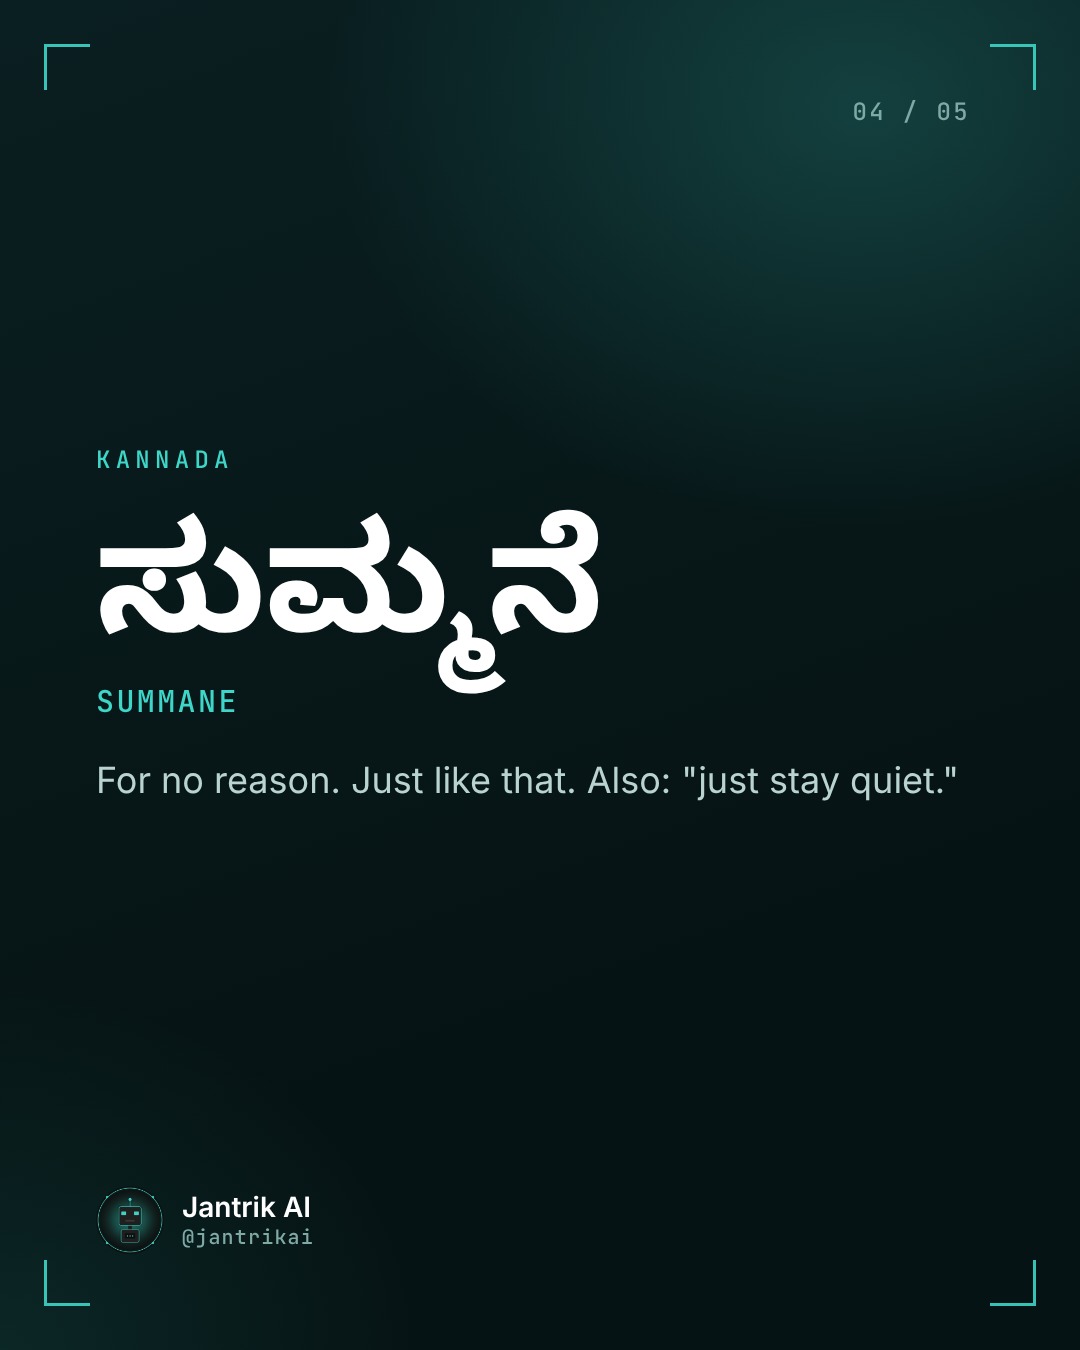 04 / 05
KANNADA
ಸುಮ್ಮನೆ
SUMMANE
For no reason. Just like that. Also: "just stay quiet."
Jantrik AI
@jantrikai